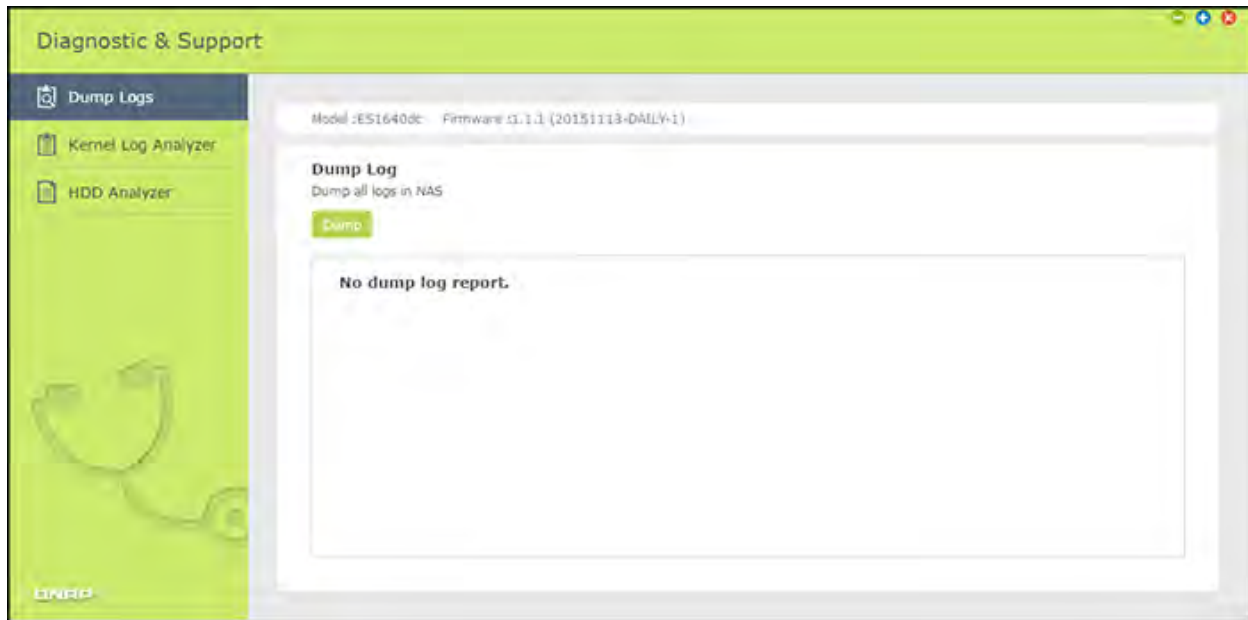 Diagnostic & Support
Dump Logs
Kernel Log Analyzer
HDD Analyzer
Model :ES1640dc Firmware :1.1.1 (20151113-DAILY-1)
Dump Log
Dump all logs in NAS
Dump
No dump log report.
QNAP